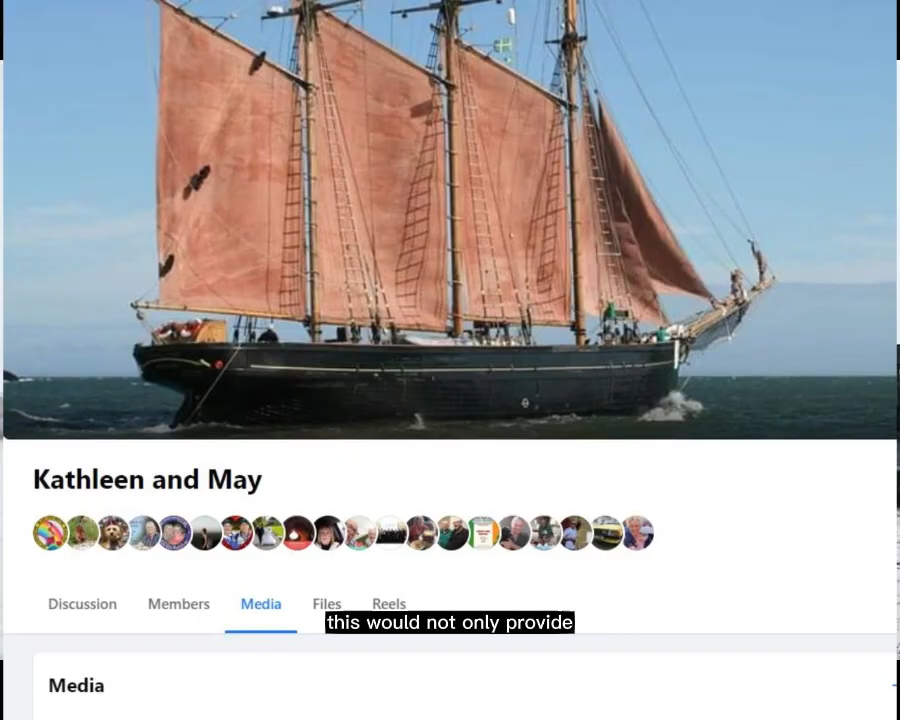 Kathleen and May
Discussion Members Media Files Reels
this would not only provide
Media